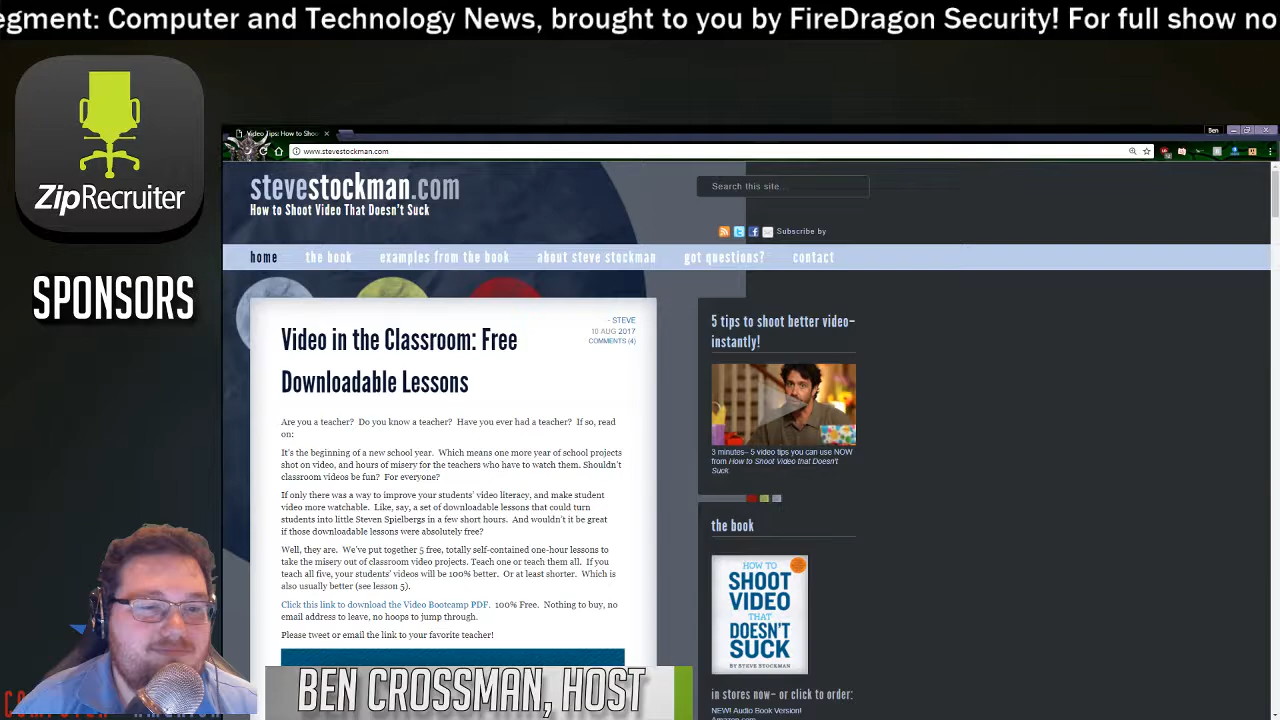 egment: Computer and Technology News, brought to you by FireDragon Security! For full show no
ZipRecruiter
SPONSORS
Video Tips: How to Shoo
Ben
www.stevestockman.com
stevestockman.com
How to Shoot Video That Doesn't Suck
Search this site...
Subscribe by
home the book examples from the book about steve stockman got questions? contact
- STEVE
10 AUG 2017
COMMENTS (4)
Video in the Classroom: Free
Downloadable Lessons
Are you a teacher? Do you know a teacher? Have you ever had a teacher? If so, read
on:
It's the beginning of a new school year. Which means one more year of school projects
shot on video, and hours of misery for the teachers who have to watch them. Shouldn't
classroom videos be fun? For everyone?
If only there was a way to improve your students' video literacy, and make student
video more watchable. Like, say, a set of downloadable lessons that could turn
students into little Steven Spielbergs in a few short hours. And wouldn't it be great
if those downloadable lessons were absolutely free?
Well, they are. We've put together 5 free, totally self-contained one-hour lessons to
take the misery out of classroom video projects. Teach one or teach them all. If you
teach all five, your students' videos will be 100% better. Or at least shorter. Which is
also usually better (see lesson 5).
Click this link to download the Video Bootcamp PDF. 100% Free. Nothing to buy, no
email address to leave, no hoops to jump through.
Please tweet or email the link to your favorite teacher!
5 tips to shoot better video–
instantly!
3 minutes– 5 video tips you can use NOW
from How to Shoot Video that Doesn't
Suck
the book
HOW TO
SHOOT
VIDEO
THAT
DOESN'T
SUCK
BY STEVE STOCKMAN
in stores now– or click to order:
NEW! Audio Book Version!
Amazon.com
BEN CROSSMAN, HOST
COMPUTER AMERICA